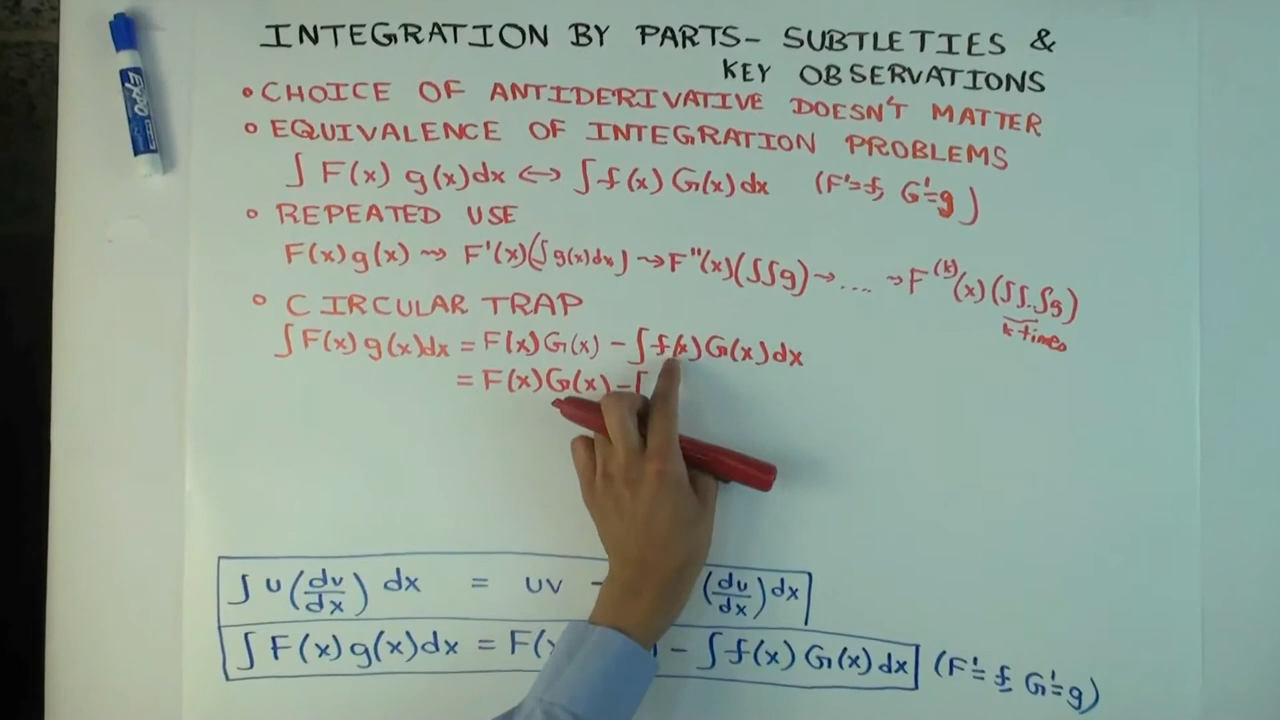 INTEGRATION BY PARTS- SUBTLETIES &
KEY OBSERVATIONS
EXPO
• CHOICE OF ANTIDERIVATIVE DOESN'T MATTER
• EQUIVALENCE OF INTEGRATION PROBLEMS
∫ F(x) g(x)dx ↔ ∫ f(x) G(x)dx (F'=f, G'=g)
• REPEATED USE
F(x)g(x) ⇝ F'(x)(∫g(x)dx) ⇝ F''(x)(∫∫g) ⇝ .... ⇝ F^(k)(x)(∫∫..∫g)
k times
• CIRCULAR TRAP
∫F(x)g(x)dx = F(x)G(x) - ∫f(x)G(x)dx
= F(x)G(x) - [
∫ u (dv/dx) dx = uv - (du/dx) dx
∫ F(x) g(x)dx = F(x - ∫ f(x) G(x) dx (F'=f, G'=g)